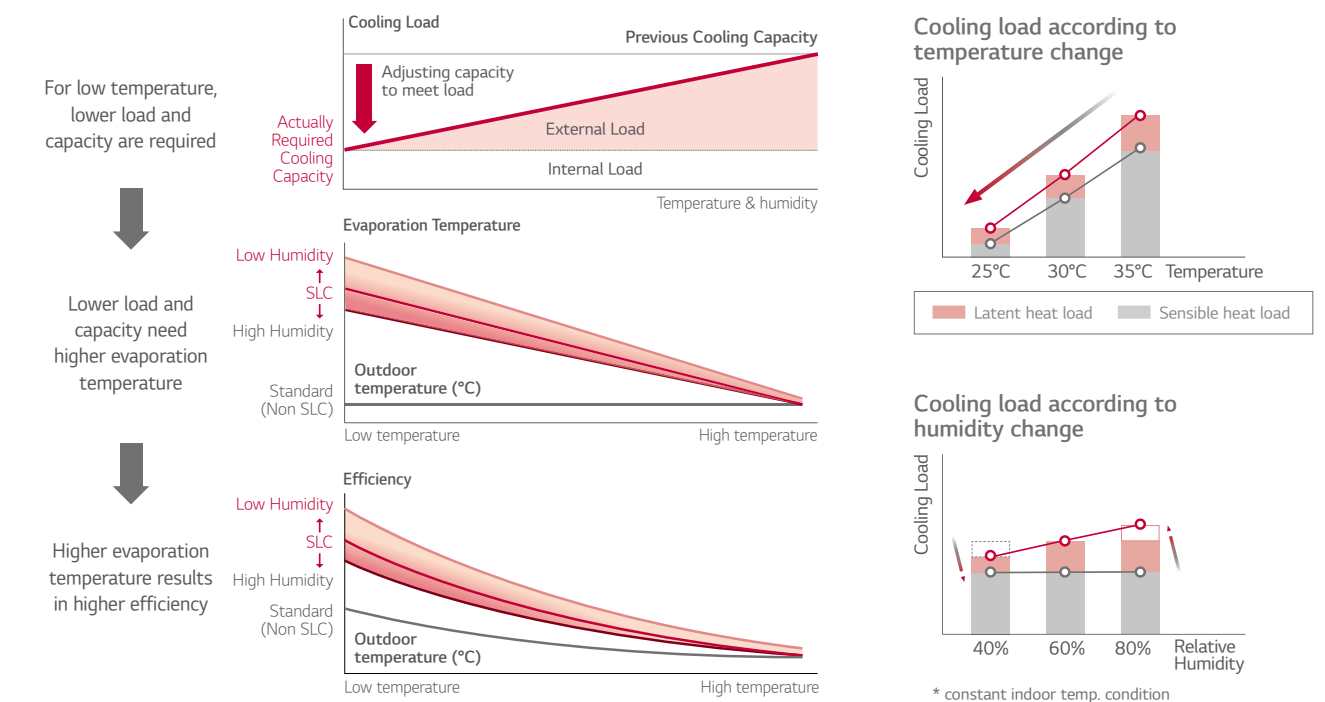 For low temperature,
lower load and
capacity are required
Lower load and
capacity need
higher evaporation
temperature
Higher evaporation
temperature results
in higher efficiency
Cooling Load
Previous Cooling Capacity
Adjusting capacity
to meet load
Actually
Required
Cooling
Capacity
External Load
Internal Load
Temperature & humidity
Evaporation Temperature
Low Humidity
SLC
High Humidity
Standard
(Non SLC)
Outdoor
temperature (°C)
Low temperature
High temperature
Efficiency
Low Humidity
SLC
High Humidity
Standard
(Non SLC)
Outdoor
temperature (°C)
Low temperature
High temperature
Cooling load according to
temperature change
Cooling Load
25°C 30°C 35°C Temperature
Latent heat load Sensible heat load
Cooling load according to
humidity change
Cooling Load
40% 60% 80% Relative
Humidity
* constant indoor temp. condition